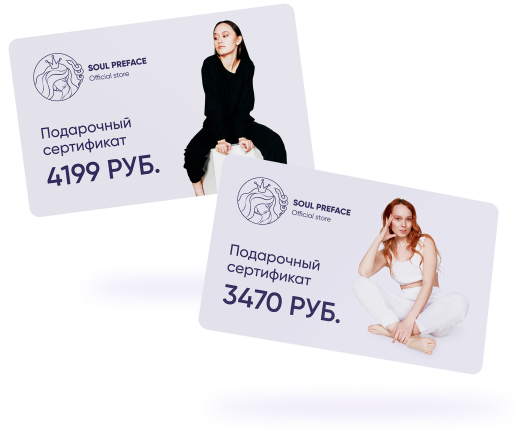 SOUL PREFACE
Official store
Подарочный
сертификат
4199 РУБ.
SOUL PREFACE
Official store
Подарочный
сертификат
3470 РУБ.